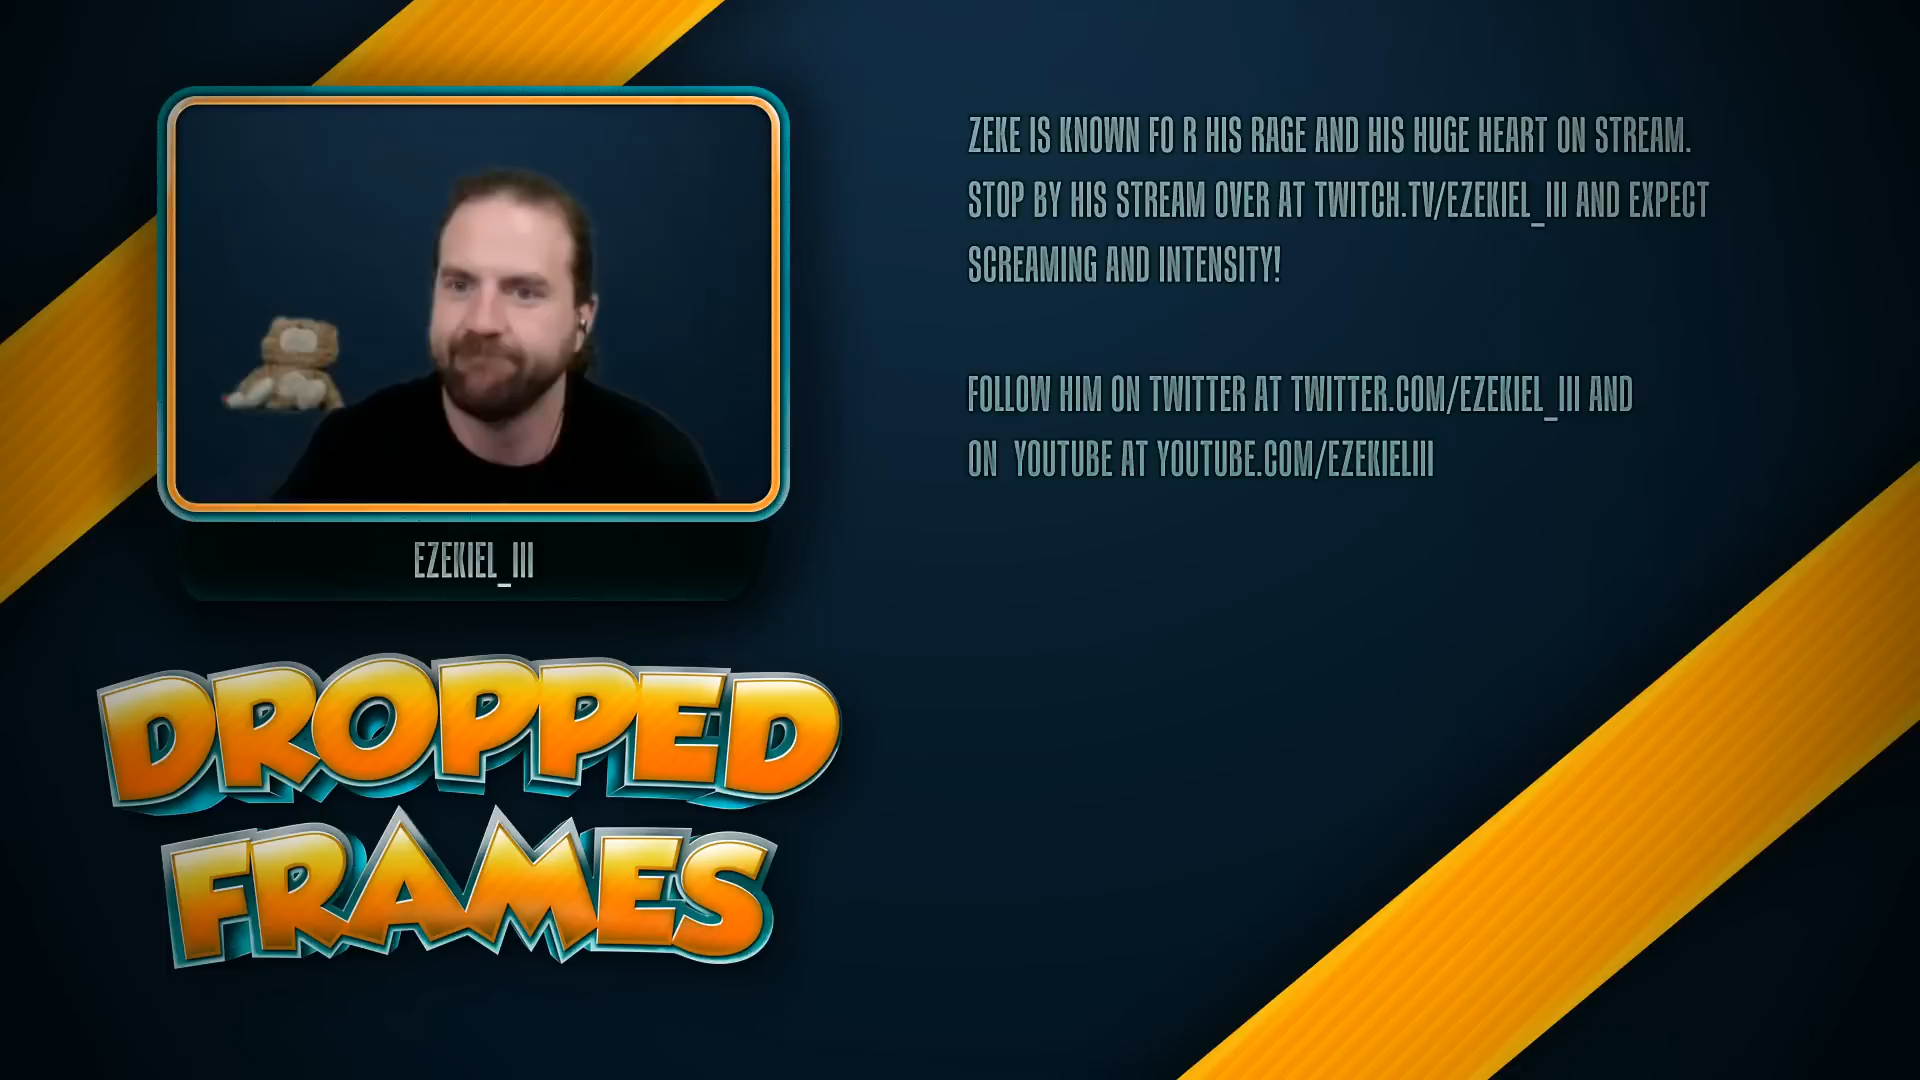 ZEKE IS KNOWN FO R HIS RAGE AND HIS HUGE HEART ON STREAM.
STOP BY HIS STREAM OVER AT TWITCH.TV/EZEKIEL_III AND EXPECT
SCREAMING AND INTENSITY!
FOLLOW HIM ON TWITTER AT TWITTER.COM/EZEKIEL_III AND
ON  YOUTUBE AT YOUTUBE.COM/EZEKIELIII
EZEKIEL_III
DROPPED
FRAMES